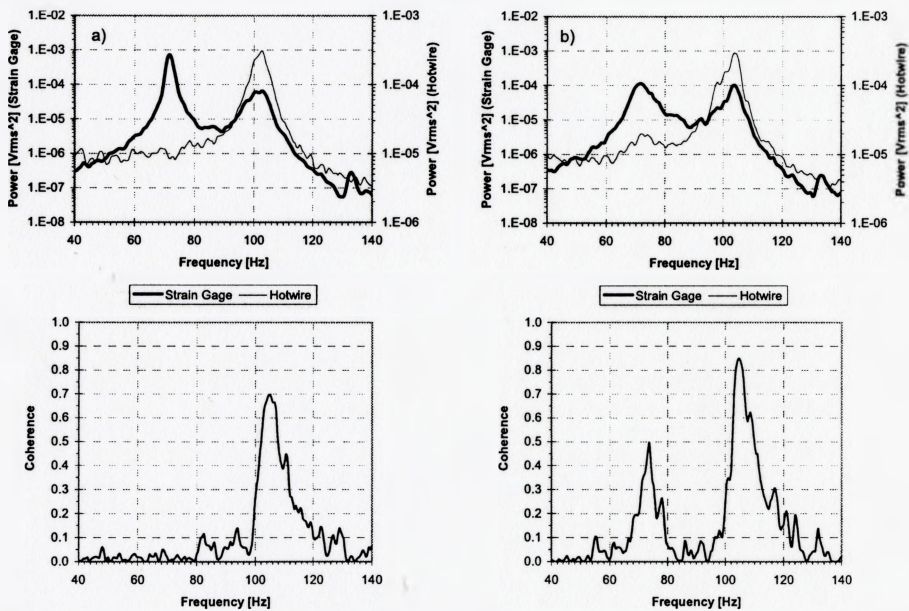 a)
Power [Vrms^2] (Strain Gage)
1.E-02
1.E-03
1.E-04
1.E-05
1.E-06
1.E-07
1.E-08
Power [Vrms^2] (Hotwire)
1.E-03
1.E-04
1.E-05
1.E-06
40 60 80 100 120 140
Frequency [Hz]
Strain Gage Hotwire
b)
Power [Vrms^2] (Strain Gage)
1.E-02
1.E-03
1.E-04
1.E-05
1.E-06
1.E-07
1.E-08
Power [Vrms^2] (Hotwire)
1.E-03
1.E-04
1.E-05
1.E-06
40 60 80 100 120 140
Frequency [Hz]
Strain Gage Hotwire
Coherence
1.0
0.9
0.8
0.7
0.6
0.5
0.4
0.3
0.2
0.1
0.0
40 60 80 100 120 140
Frequency [Hz]
Coherence
1.0
0.9
0.8
0.7
0.6
0.5
0.4
0.3
0.2
0.1
0.0
40 60 80 100 120 140
Frequency [Hz]